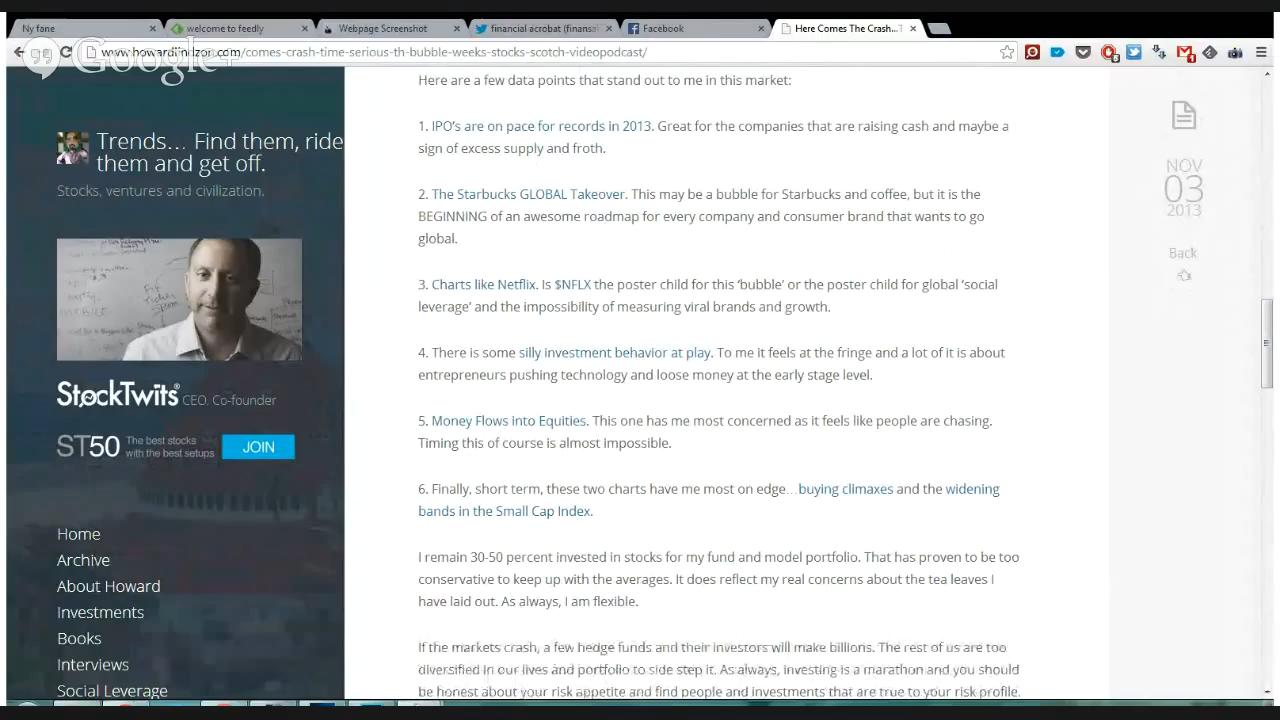 Ny fane
welcome to feedly
Webpage Screenshot
financial acrobat (finansak
Facebook
Here Comes The Crash...T
/comes-crash-time-serious-th-bubble-weeks-stocks-scotch-videopodcast/
Google+
Trends... Find them, ride
them and get off.
Stocks, ventures and civilization.
StockTwits® CEO, Co-founder
ST50 The best stocks
with the best setups
JOIN
Home
Archive
About Howard
Investments
Books
Interviews
Social Leverage
Here are a few data points that stand out to me in this market:
1. IPO's are on pace for records in 2013. Great for the companies that are raising cash and maybe a
sign of excess supply and froth.
2. The Starbucks GLOBAL Takeover. This may be a bubble for Starbucks and coffee, but it is the
BEGINNING of an awesome roadmap for every company and consumer brand that wants to go
global.
3. Charts like Netflix. Is $NFLX the poster child for this ‘bubble’ or the poster child for global ‘social
leverage’ and the impossibility of measuring viral brands and growth.
4. There is some silly investment behavior at play. To me it feels at the fringe and a lot of it is about
entrepreneurs pushing technology and loose money at the early stage level.
5. Money Flows into Equities. This one has me most concerned as it feels like people are chasing.
Timing this of course is almost impossible.
6. Finally, short term, these two charts have me most on edge…buying climaxes and the widening
bands in the Small Cap Index.
I remain 30-50 percent invested in stocks for my fund and model portfolio. That has proven to be too
conservative to keep up with the averages. It does reflect my real concerns about the tea leaves I
have laid out. As always, I am flexible.
If the markets crash, a few hedge funds and their investors will make billions. The rest of us are too
diversified in our lives and portfolio to side step it. As always, investing is a marathon and you should
be honest about your risk appetite and find people and investments that are true to your risk profile.
NOV
03
2013
Back